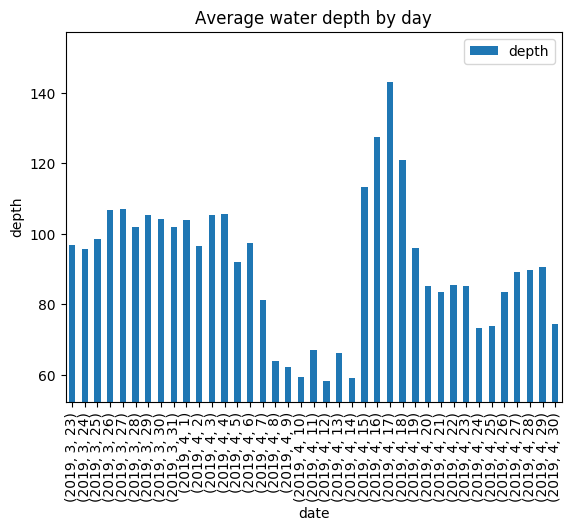 Average water depth by day
depth
140
120
100
80
60
depth
(2019, 3, 23)
(2019, 3, 24)
(2019, 3, 25)
(2019, 3, 26)
(2019, 3, 27)
(2019, 3, 28)
(2019, 3, 29)
(2019, 3, 30)
(2019, 3, 31)
(2019, 4, 1)
(2019, 4, 2)
(2019, 4, 3)
(2019, 4, 4)
(2019, 4, 5)
(2019, 4, 6)
(2019, 4, 7)
(2019, 4, 8)
(2019, 4, 9)
(2019, 4, 10)
(2019, 4, 11)
(2019, 4, 12)
(2019, 4, 13)
(2019, 4, 14)
(2019, 4, 15)
(2019, 4, 16)
(2019, 4, 17)
(2019, 4, 18)
(2019, 4, 19)
(2019, 4, 20)
(2019, 4, 21)
(2019, 4, 22)
(2019, 4, 23)
(2019, 4, 24)
(2019, 4, 25)
(2019, 4, 26)
(2019, 4, 27)
(2019, 4, 28)
(2019, 4, 29)
(2019, 4, 30)
date